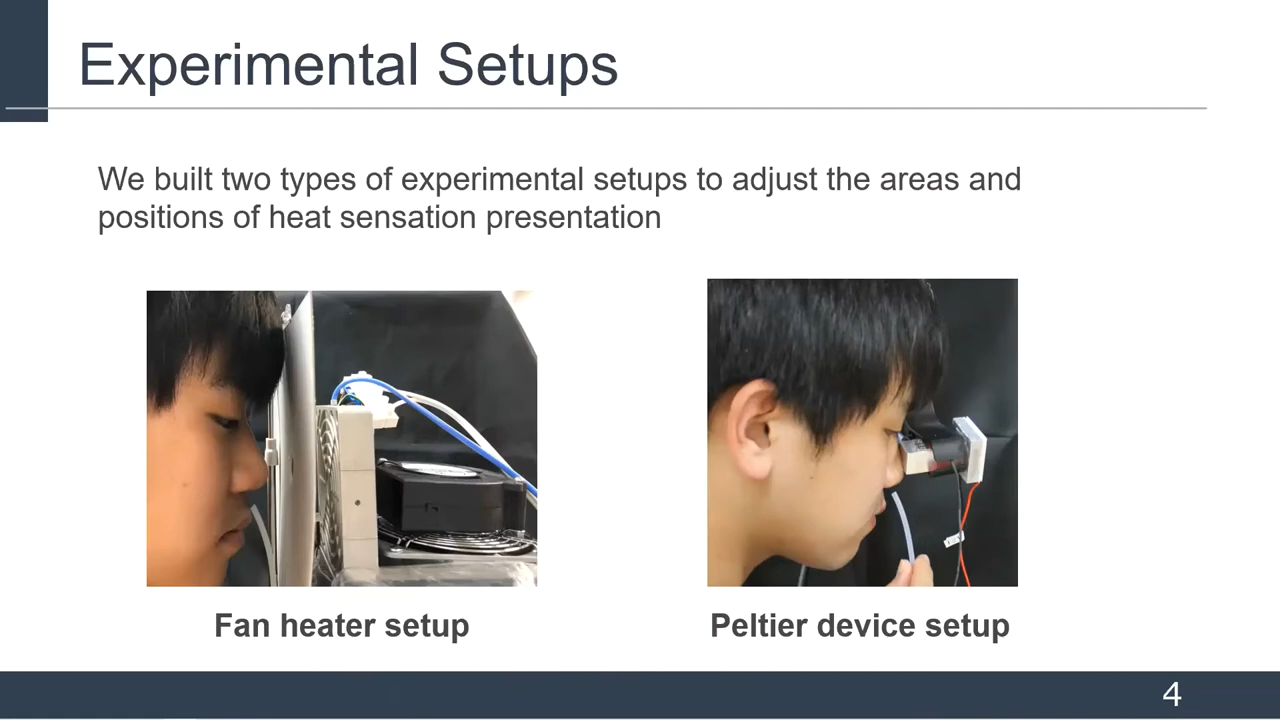 Experimental Setups
We built two types of experimental setups to adjust the areas and
positions of heat sensation presentation
Fan heater setup
Peltier device setup
4